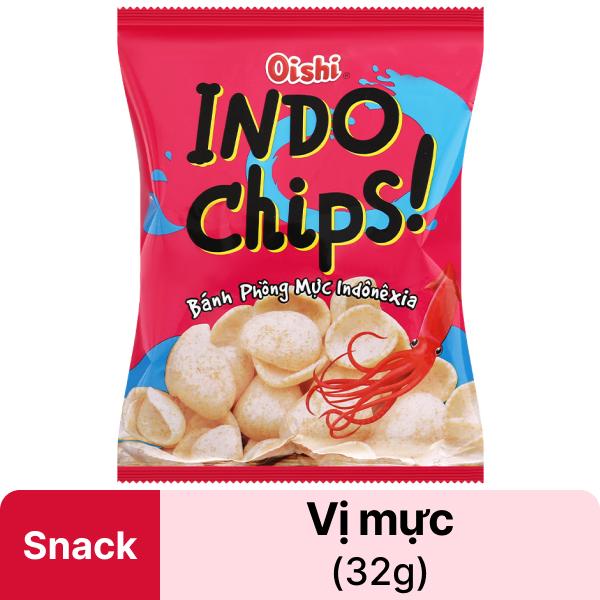 Oishi
INDO
Chips!
Bánh Phồng Mực Indônêxia
Snack
Vị mực
(32g)